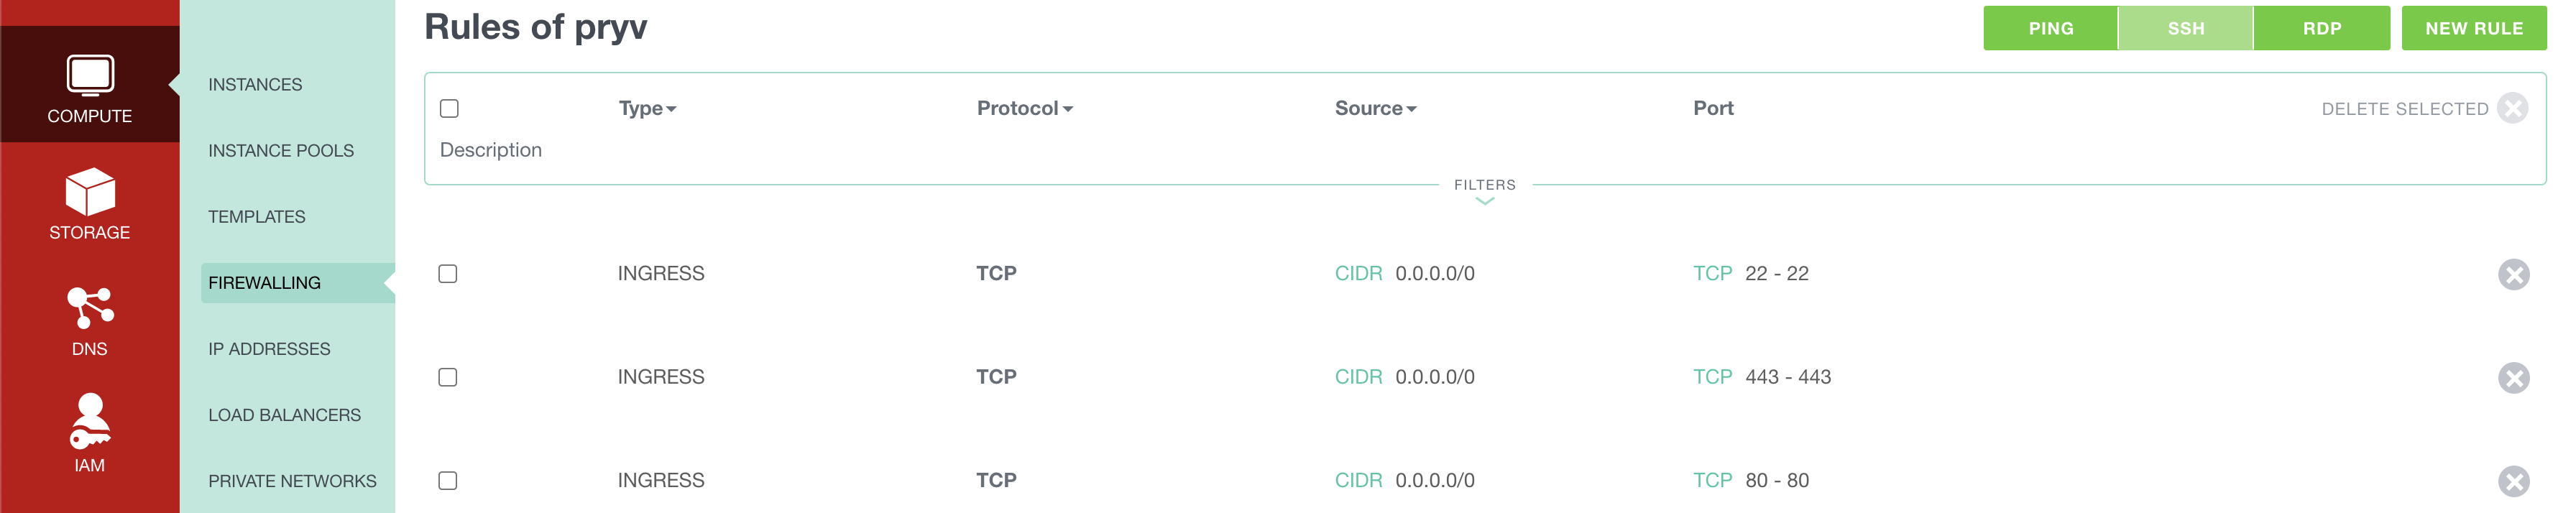 Rules of pryv
PING
SSH
RDP
NEW RULE
COMPUTE
STORAGE
DNS
IAM
INSTANCES
INSTANCE POOLS
TEMPLATES
FIREWALLING
IP ADDRESSES
LOAD BALANCERS
PRIVATE NETWORKS
Type Protocol Source Port DELETE SELECTED
Description
FILTERS
INGRESS TCP CIDR 0.0.0.0/0 TCP 22 - 22
INGRESS TCP CIDR 0.0.0.0/0 TCP 443 - 443
INGRESS TCP CIDR 0.0.0.0/0 TCP 80 - 80